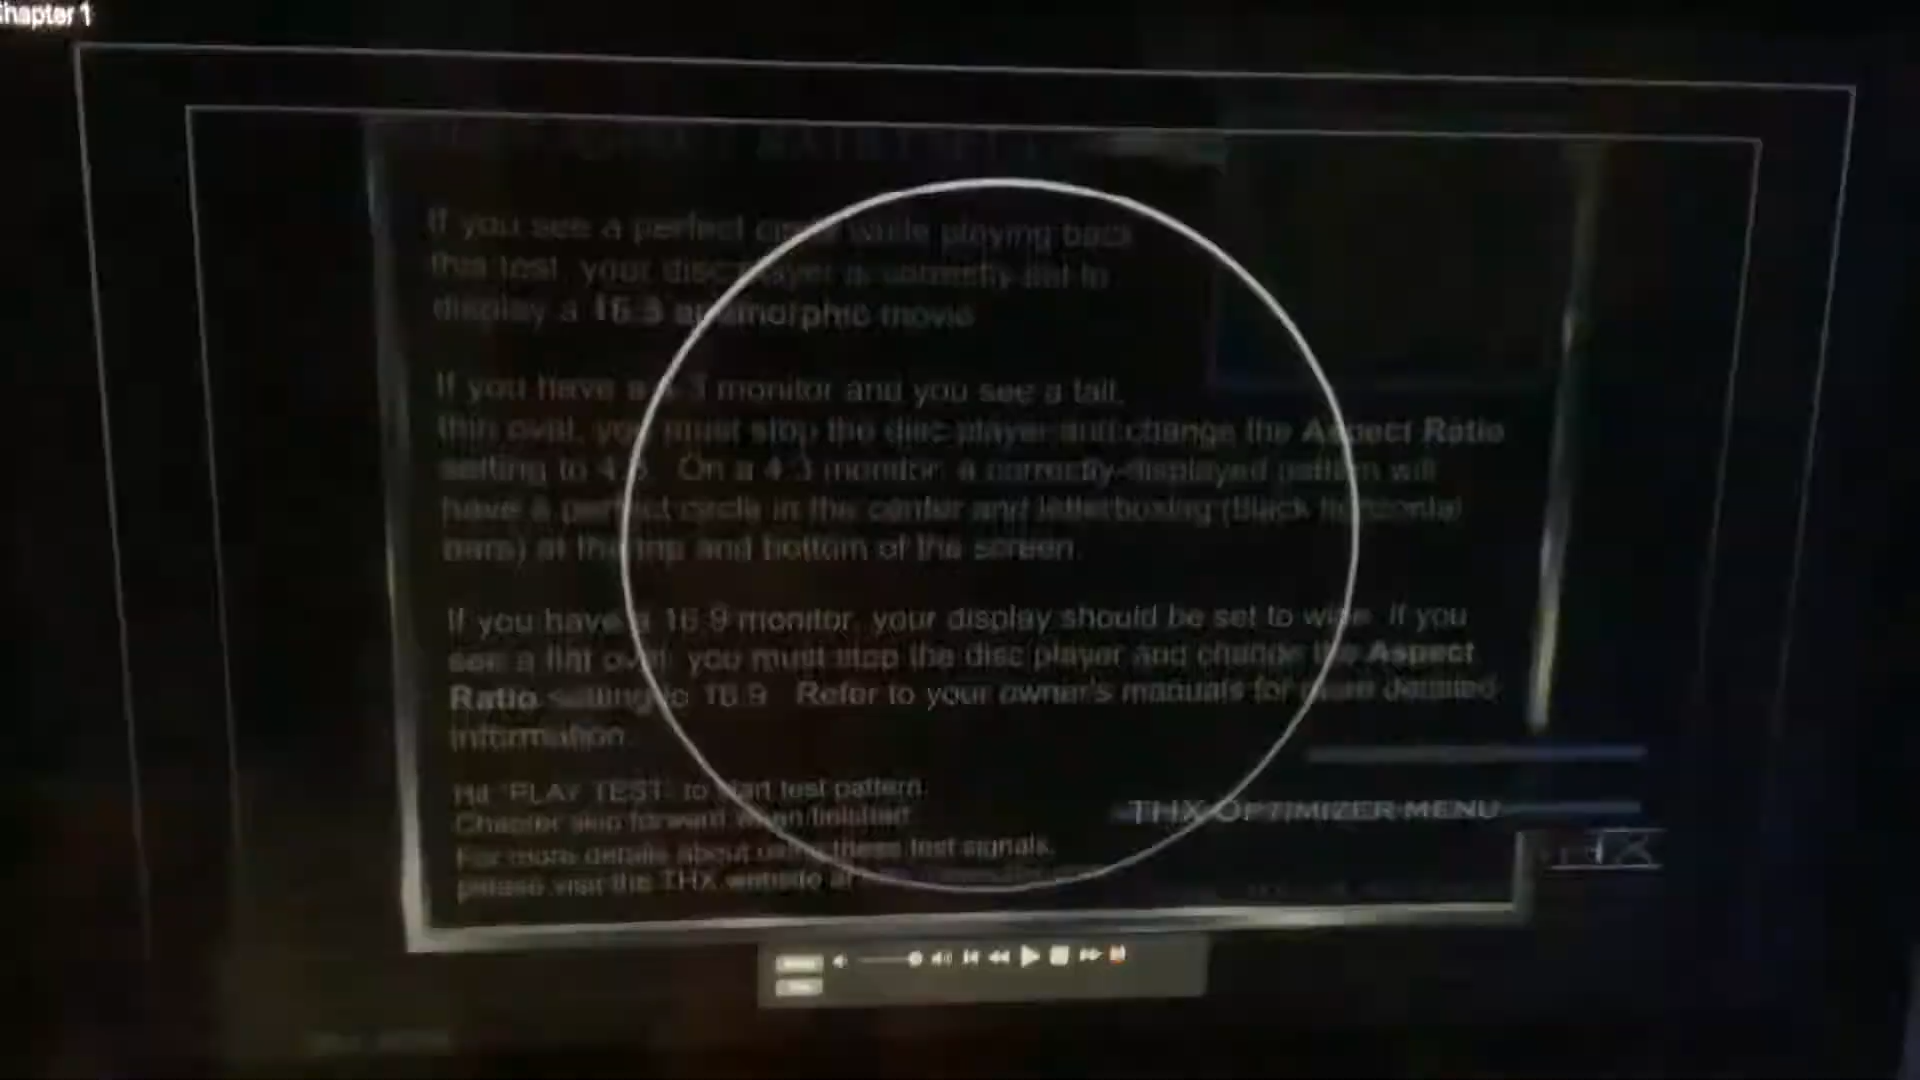 Chapter 1
If you see a perfect circle while playing back
this test, your disc player is correctly set to
display a 16:9 anamorphic movie
If you have a 4:3 monitor and you see a tall,
thin oval, you must stop the disc player and change the Aspect Ratio
setting to 4:3. On a 4:3 monitor, a correctly-displayed pattern will
have a perfect circle in the center and letterboxing (black horizontal
bars) at the top and bottom of the screen.
If you have a 16:9 monitor, your display should be set to wide. If you
see a flat oval, you must stop the disc player and change the Aspect
Ratio setting to 16:9. Refer to your owner's manuals for more detailed
information.
Hit "PLAY TEST" to start test pattern.
Chapter skip forward when finished
For more details about using these test signals,
please visit the THX website at
THX OPTIMIZER MENU
THX